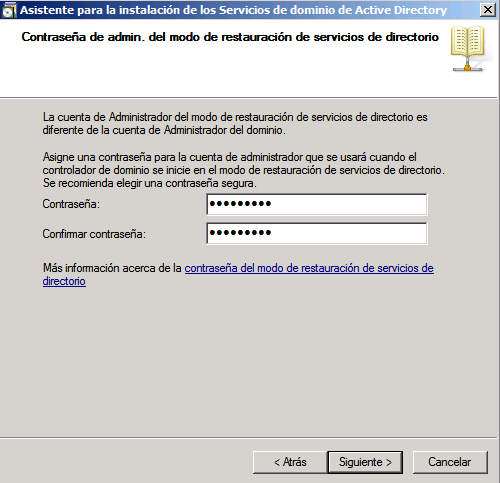 Asistente para la instalación de los Servicios de dominio de Active Directory
Contraseña de admin. del modo de restauración de servicios de directorio
La cuenta de Administrador del modo de restauración de servicios de directorio es
diferente de la cuenta de Administrador del dominio.
Asigne una contraseña para la cuenta de administrador que se usará cuando el
controlador de dominio se inicie en el modo de restauración de servicios de directorio.
Se recomienda elegir una contraseña segura.
Contraseña: •••••••••
Confirmar contraseña: •••••••••
Más información acerca de la contraseña del modo de restauración de servicios de
directorio
< Atrás Siguiente > Cancelar